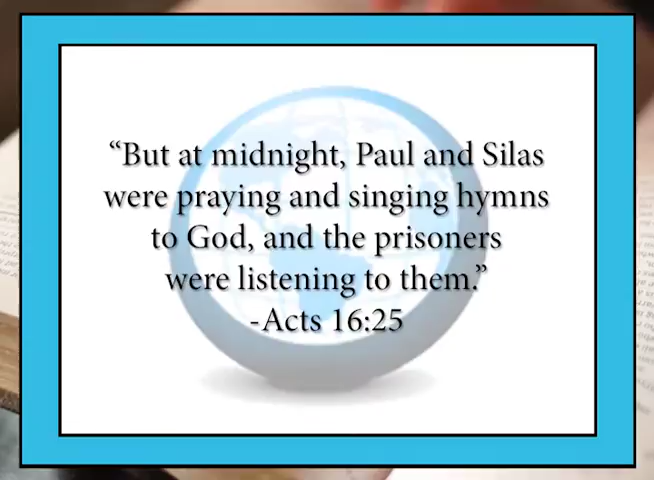 “But at midnight, Paul and Silas
were praying and singing hymns
to God, and the prisoners
were listening to them.”
-Acts 16:25